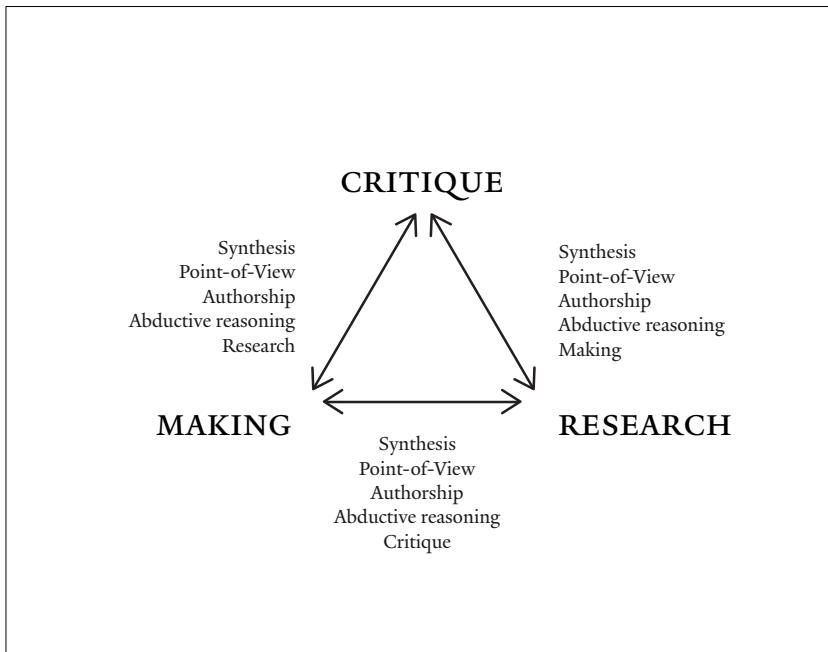 CRITIQUE
Synthesis
Point-of-View
Authorship
Abductive reasoning
Research
Synthesis
Point-of-View
Authorship
Abductive reasoning
Making
MAKING
RESEARCH
Synthesis
Point-of-View
Authorship
Abductive reasoning
Critique